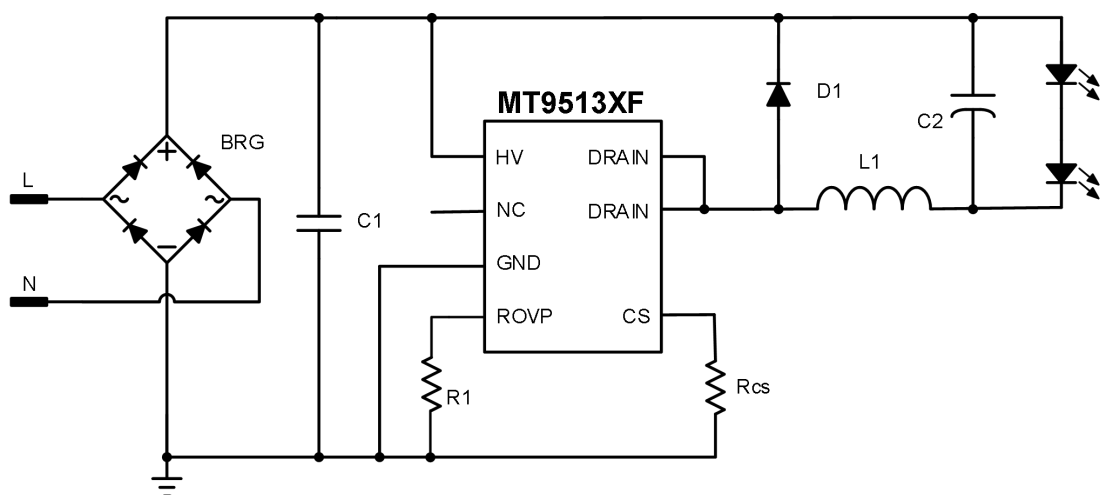 MT9513XF
BRG
L
N
C1
HV
NC
GND
ROVP
DRAIN
DRAIN
CS
R1
Rcs
D1
L1
C2
+
~
~
−